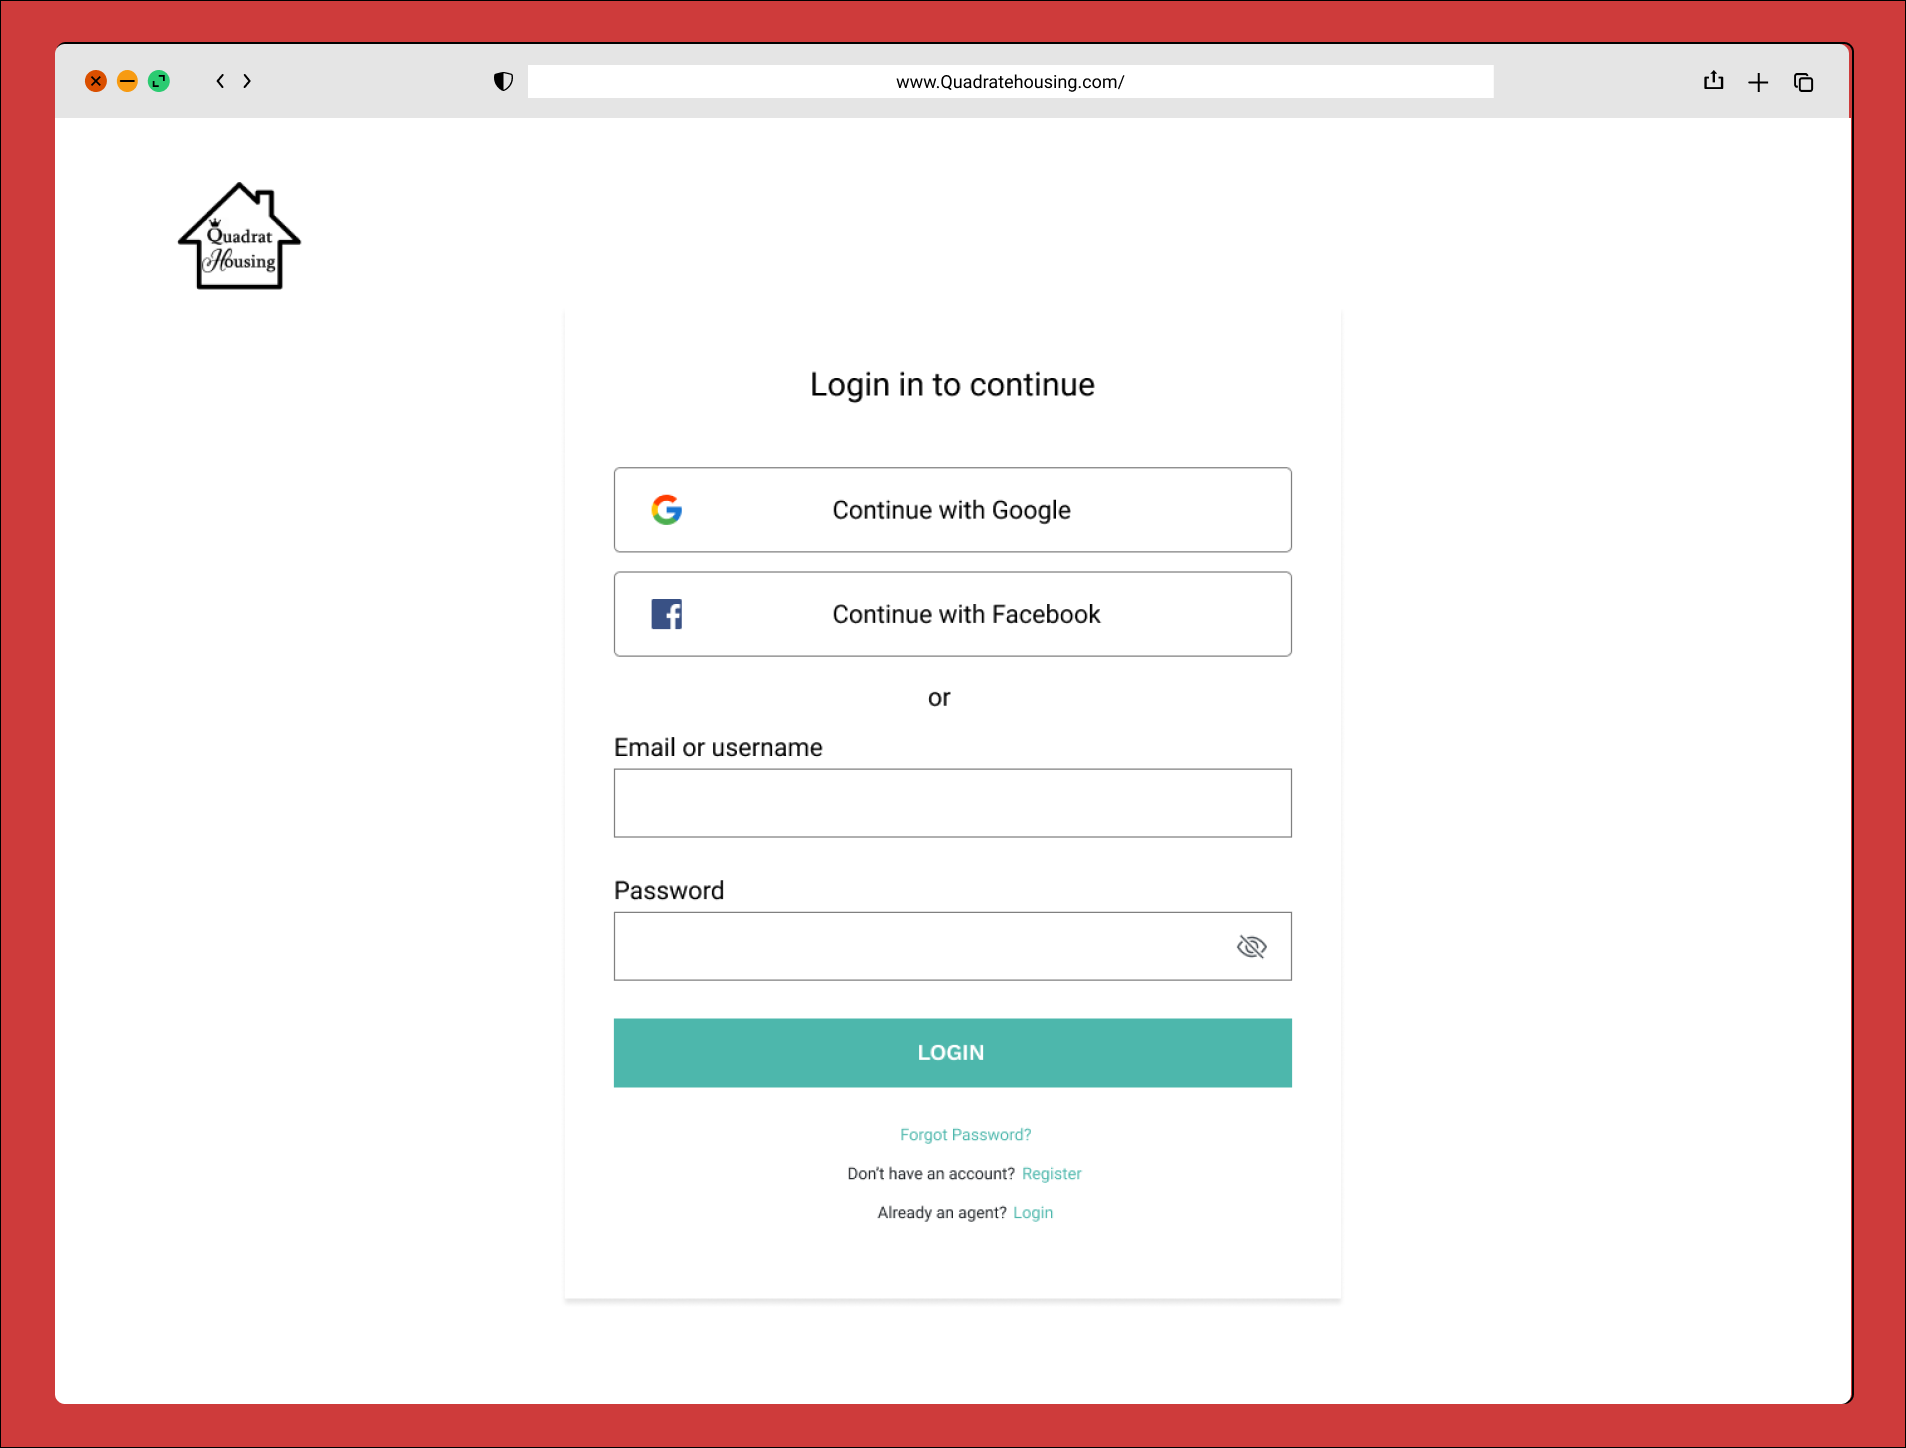 www.Quadratehousing.com/
Quadrat
Housing
Login in to continue
Continue with Google
Continue with Facebook
or
Email or username
Password
LOGIN
Forgot Password?
Don't have an account? Register
Already an agent? Login